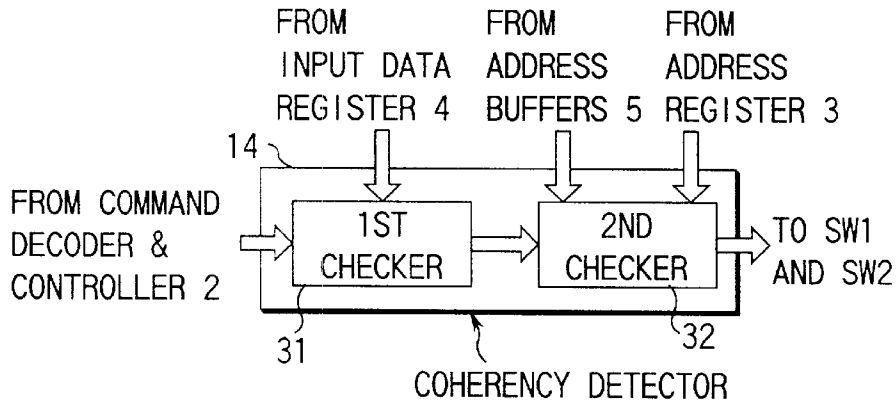 FROM
INPUT DATA
REGISTER 4
FROM
ADDRESS
BUFFERS 5
FROM
ADDRESS
REGISTER 3
14
FROM COMMAND
DECODER &
CONTROLLER 2
1ST
CHECKER
2ND
CHECKER
TO SW1
AND SW2
31
32
COHERENCY DETECTOR